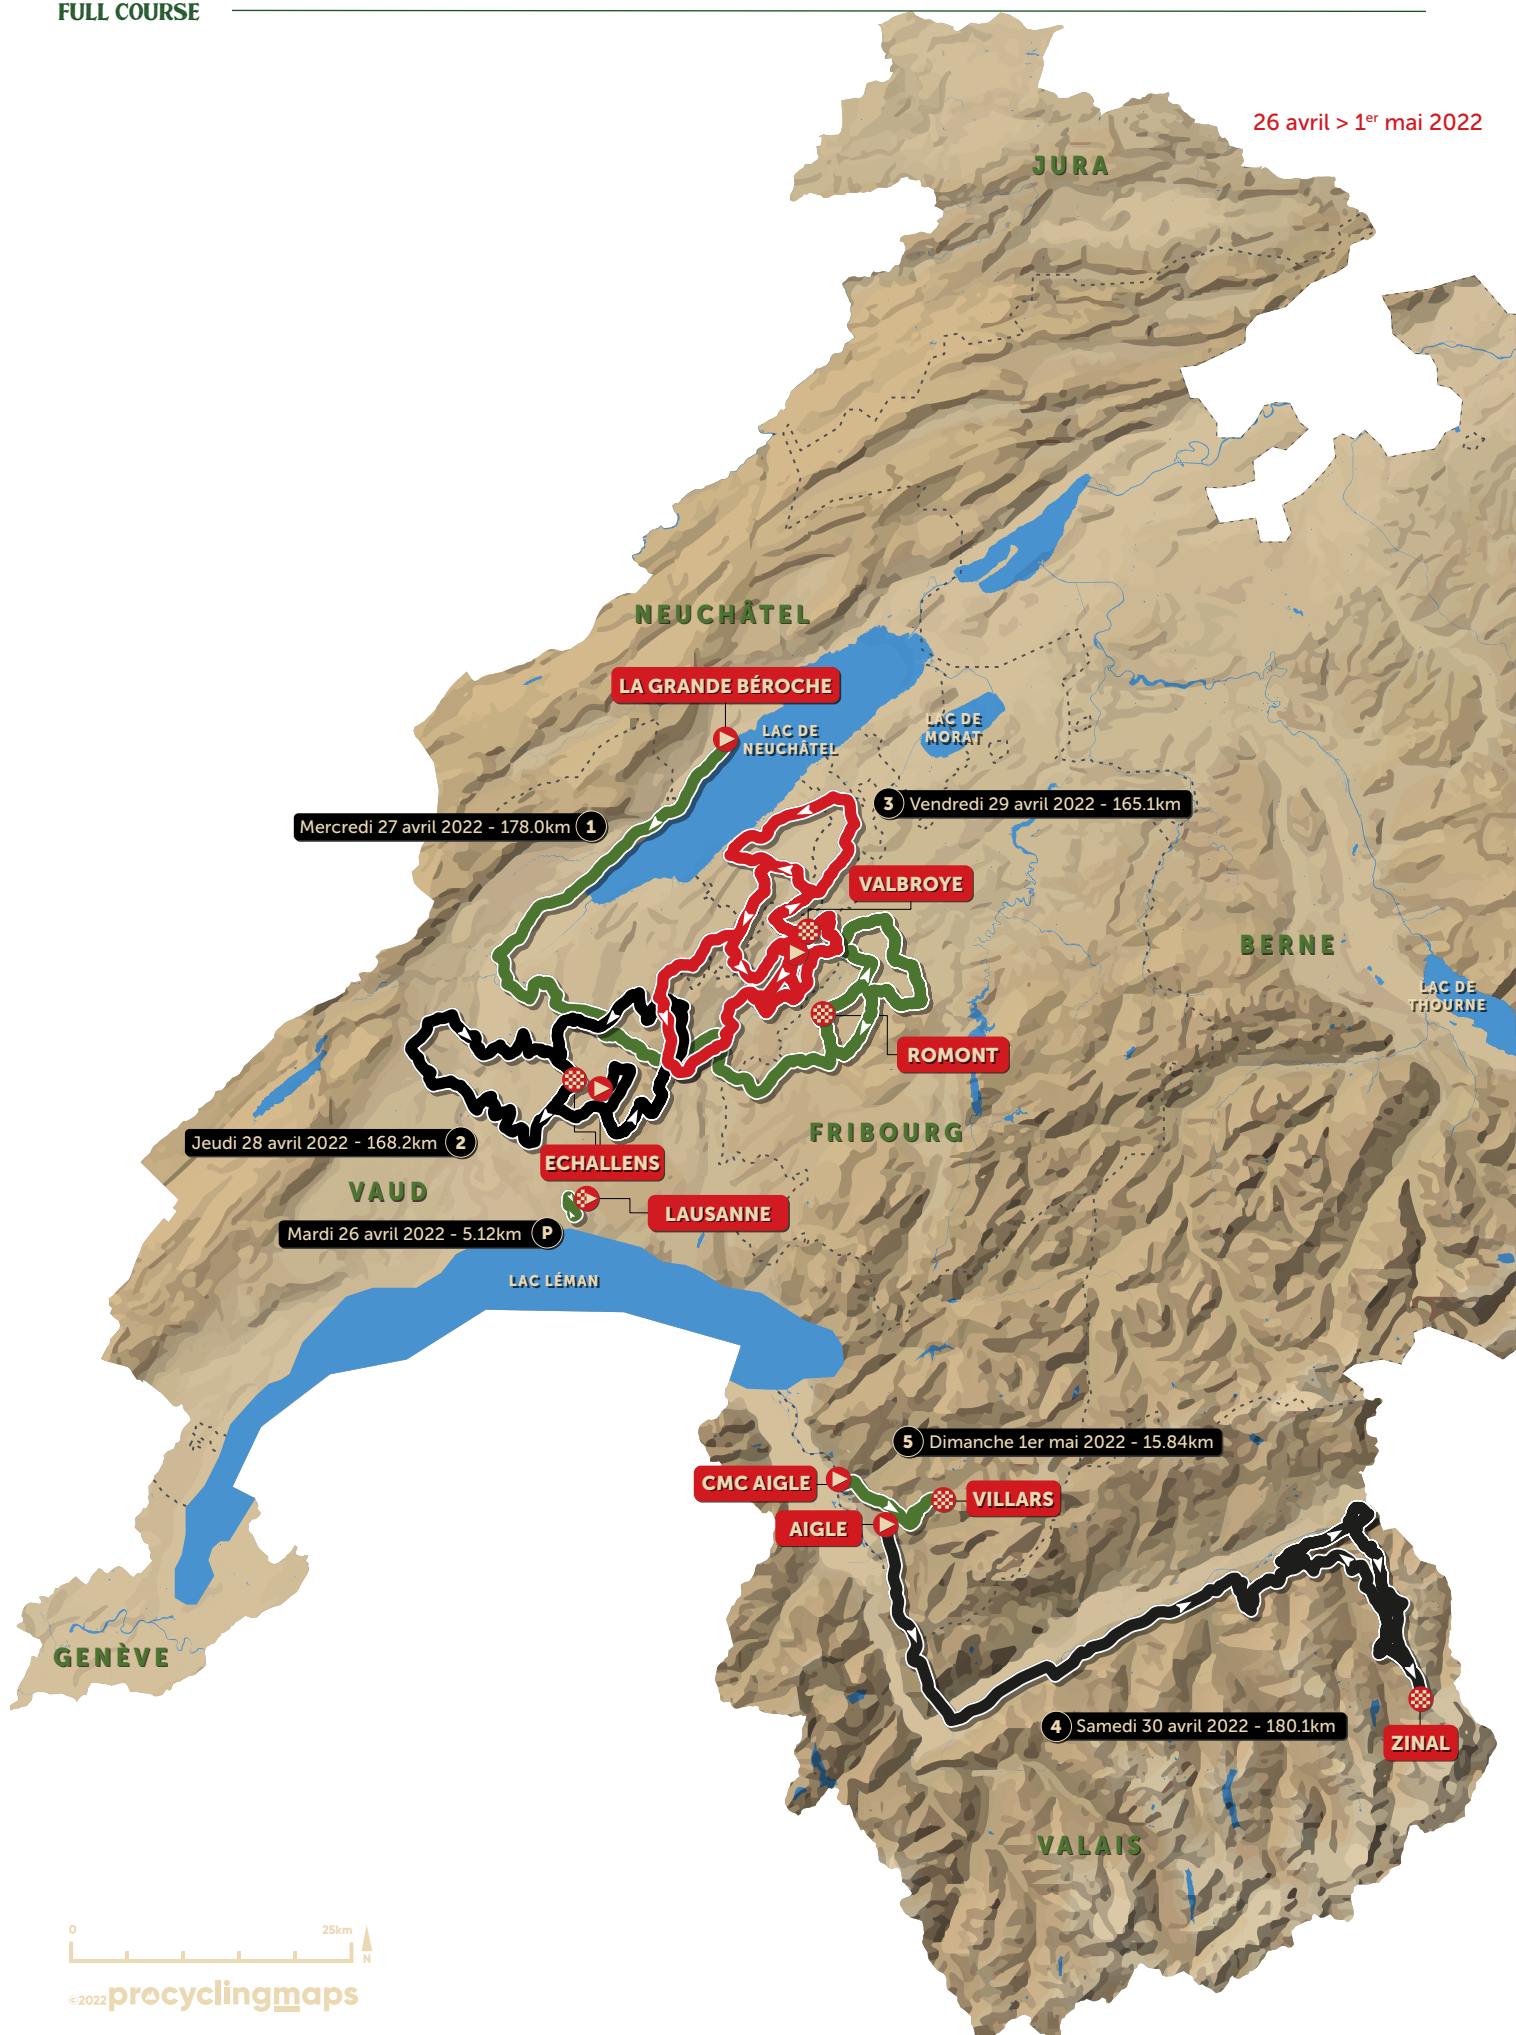 FULL COURSE
26 avril > 1er mai 2022
JURA
NEUCHÂTEL
LA GRANDE BÉROCHE
LAC DE
NEUCHÂTEL
LAC DE
MORAT
3 Vendredi 29 avril 2022 - 165.1km
Mercredi 27 avril 2022 - 178.0km 1
VALBROYE
BERNE
LAC DE
THOURNE
ROMONT
FRIBOURG
Jeudi 28 avril 2022 - 168.2km 2
ECHALLENS
VAUD
LAUSANNE
Mardi 26 avril 2022 - 5.12km P
LAC LÉMAN
5 Dimanche 1er mai 2022 - 15.84km
CMC AIGLE
VILLARS
AIGLE
GENÈVE
4 Samedi 30 avril 2022 - 180.1km
ZINAL
VALAIS
0 25km
N
©2022 procyclingmaps